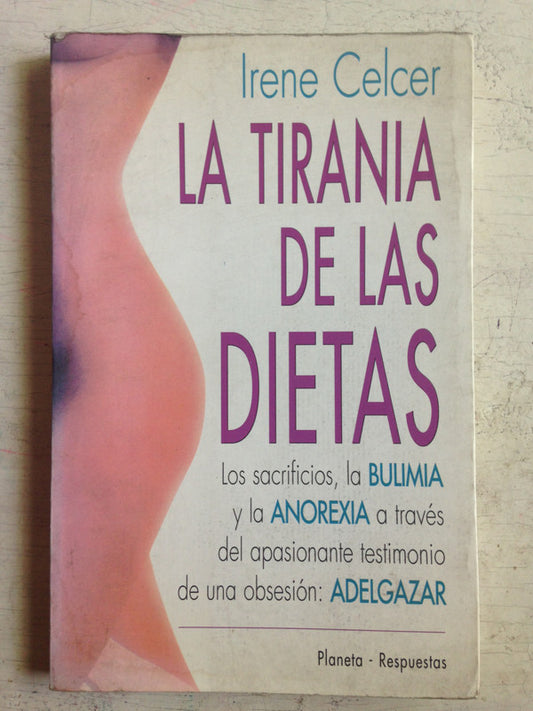 Irene Celcer
LA TIRANIA
DE LAS
DIETAS
Los sacrificios, la BULIMIA
y la ANOREXIA a través
del apasionante testimonio
de una obsesión: ADELGAZAR
Planeta - Respuestas